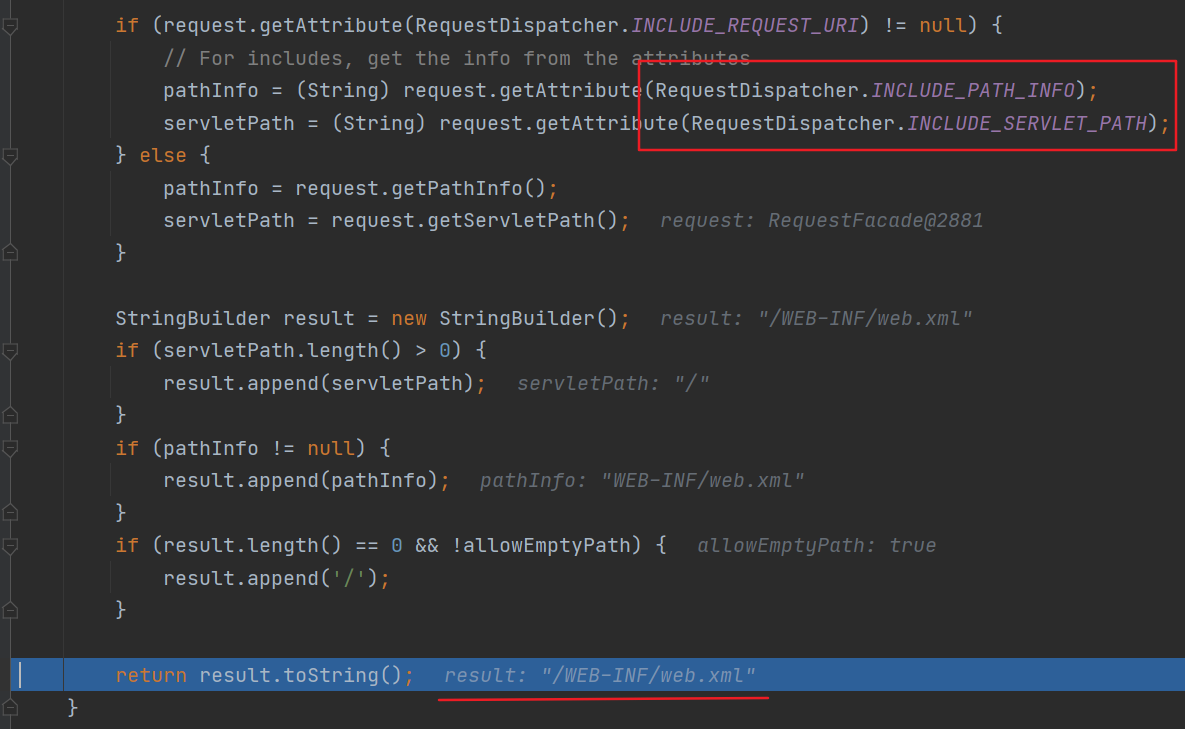 if (request.getAttribute(RequestDispatcher.INCLUDE_REQUEST_URI) != null) {
// For includes, get the info from the attributes
pathInfo = (String) request.getAttribute(RequestDispatcher.INCLUDE_PATH_INFO);
servletPath = (String) request.getAttribute(RequestDispatcher.INCLUDE_SERVLET_PATH);
} else {
pathInfo = request.getPathInfo();
servletPath = request.getServletPath(); request: RequestFacade@2881
}
StringBuilder result = new StringBuilder(); result: "/WEB-INF/web.xml"
if (servletPath.length() > 0) {
result.append(servletPath); servletPath: "/"
}
if (pathInfo != null) {
result.append(pathInfo); pathInfo: "WEB-INF/web.xml"
}
if (result.length() == 0 && !allowEmptyPath) { allowEmptyPath: true
result.append('/');
}
return result.toString(); result: "/WEB-INF/web.xml"
}